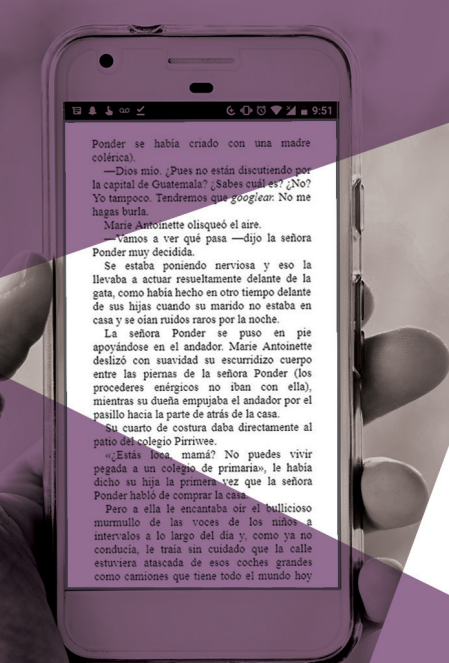 9:51
Ponder se había criado con una madre
colérica).
—Dios mío. ¿Pues no están discutiendo por
la capital de Guatemala? ¿Sabes cuál es? ¿No?
Yo tampoco. Tendremos que googlear. No me
hagas burla.
Marie Antoinette olisqueó el aire.
—Vamos a ver qué pasa —dijo la señora
Ponder muy decidida.
Se estaba poniendo nerviosa y eso la
llevaba a actuar resueltamente delante de la
gata, como había hecho en otro tiempo delante
de sus hijas cuando su marido no estaba en
casa y se oían ruidos raros por la noche.
La señora Ponder se puso en pie
apoyándose en el andador. Marie Antoinette
deslizó con suavidad su escurridizo cuerpo
entre las piernas de la señora Ponder (los
procederes enérgicos no iban con ella),
mientras su dueña empujaba el andador por el
pasillo hacia la parte de atrás de la casa.
Su cuarto de costura daba directamente al
patio del colegio Pirriwee.
«¿Estás loca, mamá? No puedes vivir
pegada a un colegio de primaria», le había
dicho su hija la primera vez que la señora
Ponder habló de comprar la casa.
Pero a ella le encantaba oír el bullicioso
murmullo de las voces de los niños a
intervalos a lo largo del día y, como ya no
conducía, le traía sin cuidado que la calle
estuviera atascada de esos coches grandes
como camiones que tiene todo el mundo hoy